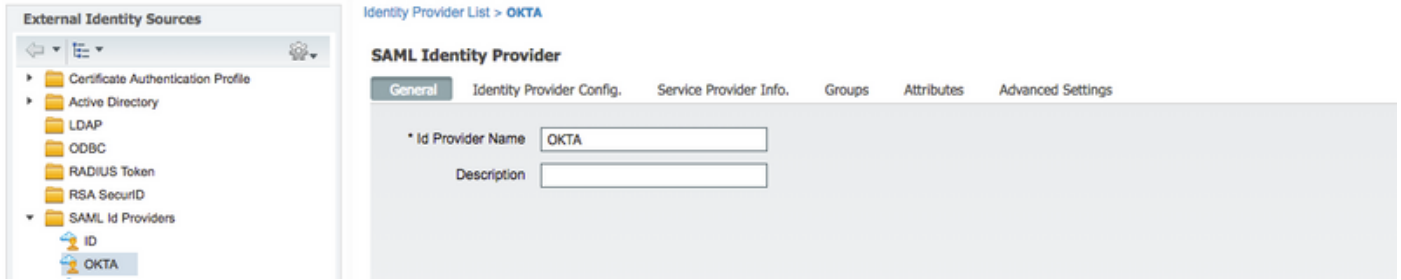 External Identity Sources
Certificate Authentication Profile
Active Directory
LDAP
ODBC
RADIUS Token
RSA SecurID
SAML Id Providers
ID
OKTA
Identity Provider List > OKTA
SAML Identity Provider
General Identity Provider Config. Service Provider Info. Groups Attributes Advanced Settings
* Id Provider Name OKTA
Description